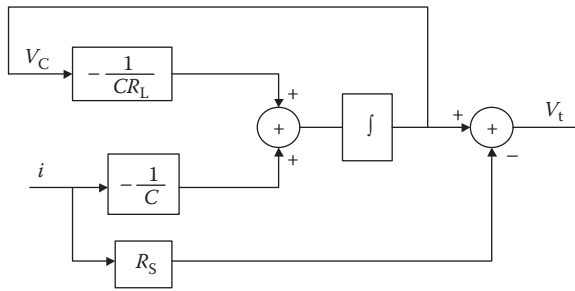 V_C
− 1/(CR_L)
+
+
+
∫
+
+
−
V_t
i
− 1/C
R_S